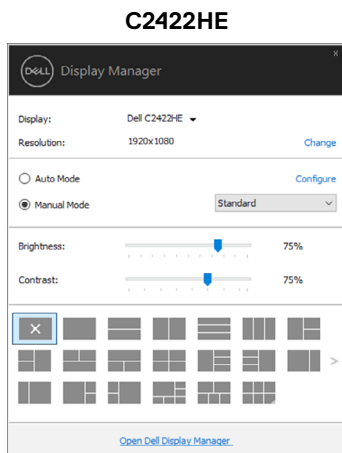 C2422HE
DELL Display Manager
x
Display: Dell C2422HE
Resolution: 1920x1080 Change
Auto Mode Configure
Manual Mode Standard
Brightness: 75%
Contrast: 75%
Open Dell Display Manager